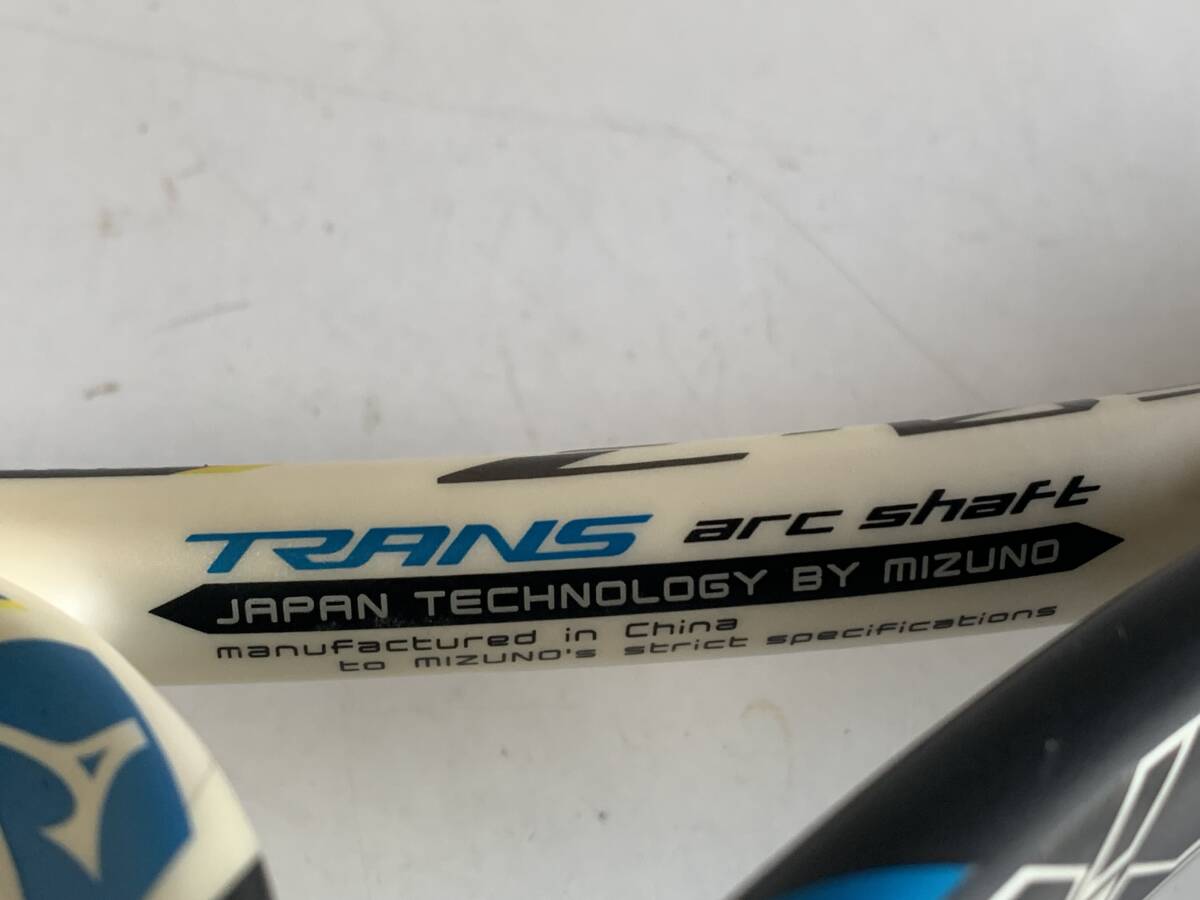 TRANS arc shaft
JAPAN TECHNOLOGY BY MIZUNO
manufactured in China
to MIZUNO's strict specifications